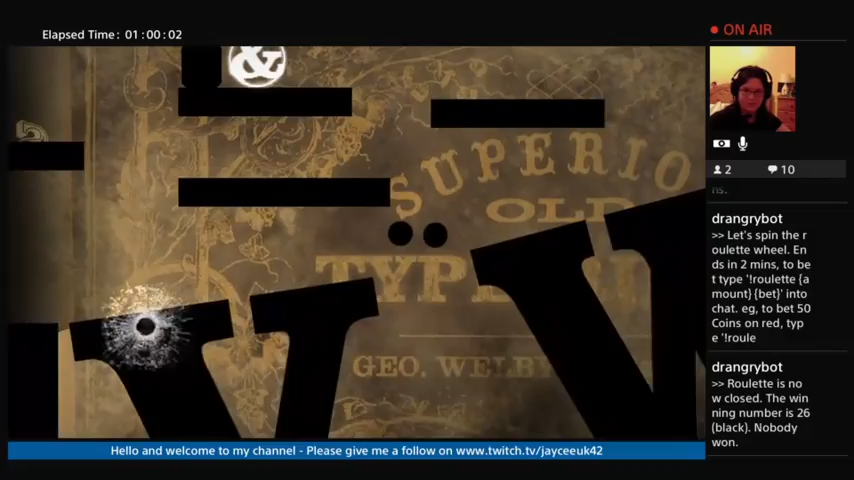 Elapsed Time: 01:00:02
ON AIR
&
2
10
ns.
SUPERIO
OLD
TYPE
GEO. WELB
V
drangrybot
>> Let's spin the r
oulette wheel. En
ds in 2 mins, to be
t type '!roulette {a
mount} {bet}' into
chat. eg, to bet 50
Coins on red, typ
e '!roule
drangrybot
>> Roulette is no
w closed. The win
ning number is 26
(black). Nobody
won.
Hello and welcome to my channel - Please give me a follow on www.twitch.tv/jayceeuk42